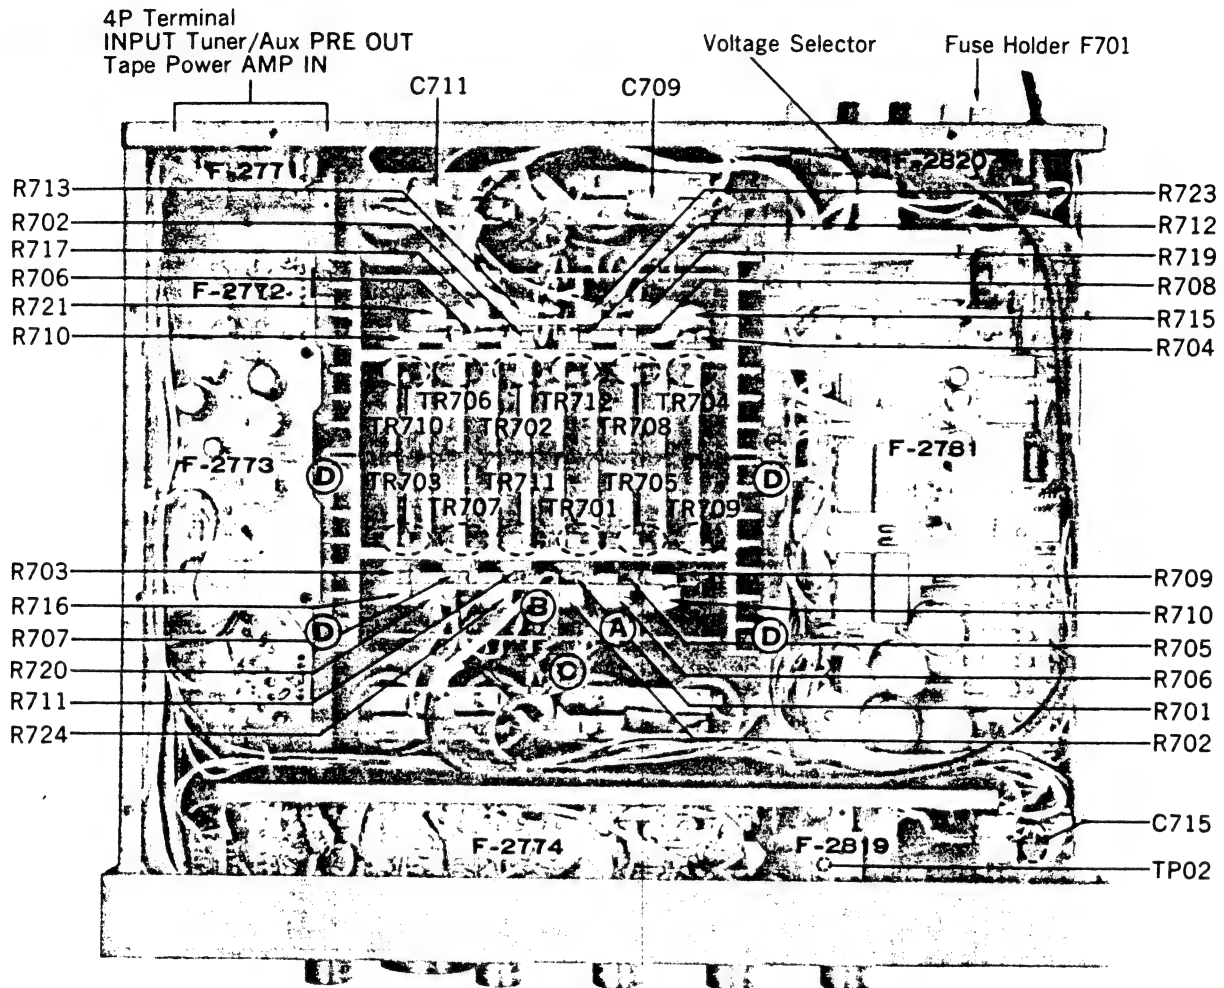 4P Terminal
INPUT Tuner/Aux PRE OUT
Tape Power AMP IN
Voltage Selector
Fuse Holder F701
C711
C709
F-2771
F-2820
R713
R702
R717
R706
R721
R710
R723
R712
R719
R708
R715
R704
F-2772
TR706 TR712 TR704
TR710 TR702 TR708
F-2773
F-2781
D
D
TR703 TR711 TR705
TR707 TR701 TR709
R703
R716
R707
R720
R711
R724
R709
R710
R705
R706
R701
R702
B
A
D
D
C
C715
F-2774
F-2819
TP02